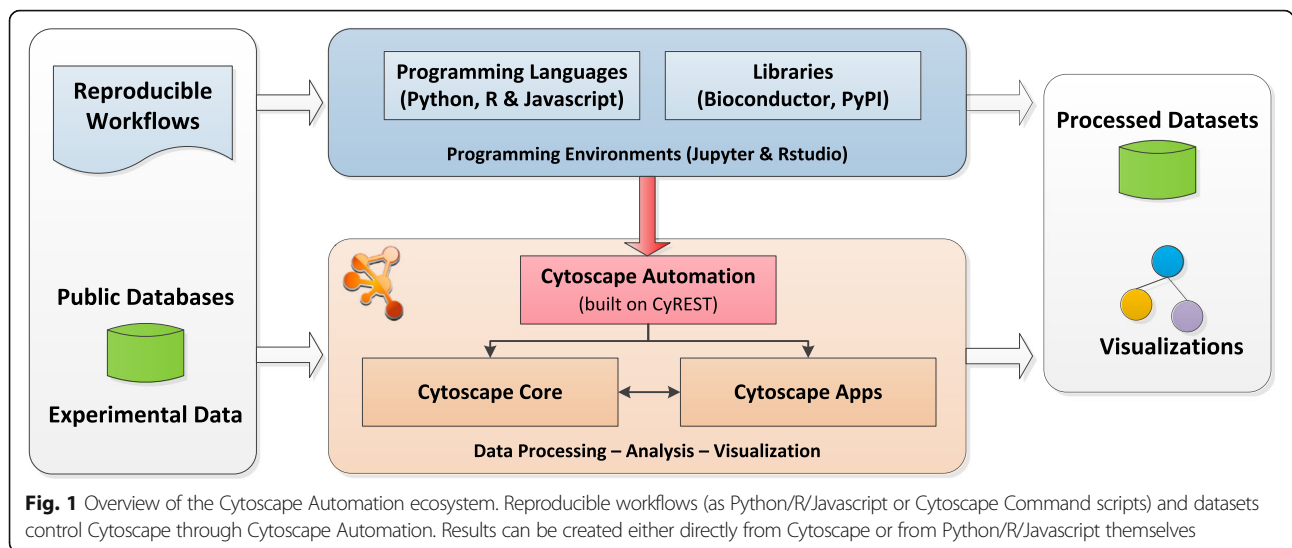 Reproducible
Workflows
Public Databases
Experimental Data
Programming Languages
(Python, R & Javascript)
Libraries
(Bioconductor, PyPI)
Programming Environments (Jupyter & Rstudio)
Cytoscape Automation
(built on CyREST)
Cytoscape Core
Cytoscape Apps
Data Processing – Analysis – Visualization
Processed Datasets
Visualizations
Fig. 1 Overview of the Cytoscape Automation ecosystem. Reproducible workflows (as Python/R/Javascript or Cytoscape Command scripts) and datasets
control Cytoscape through Cytoscape Automation. Results can be created either directly from Cytoscape or from Python/R/Javascript themselves